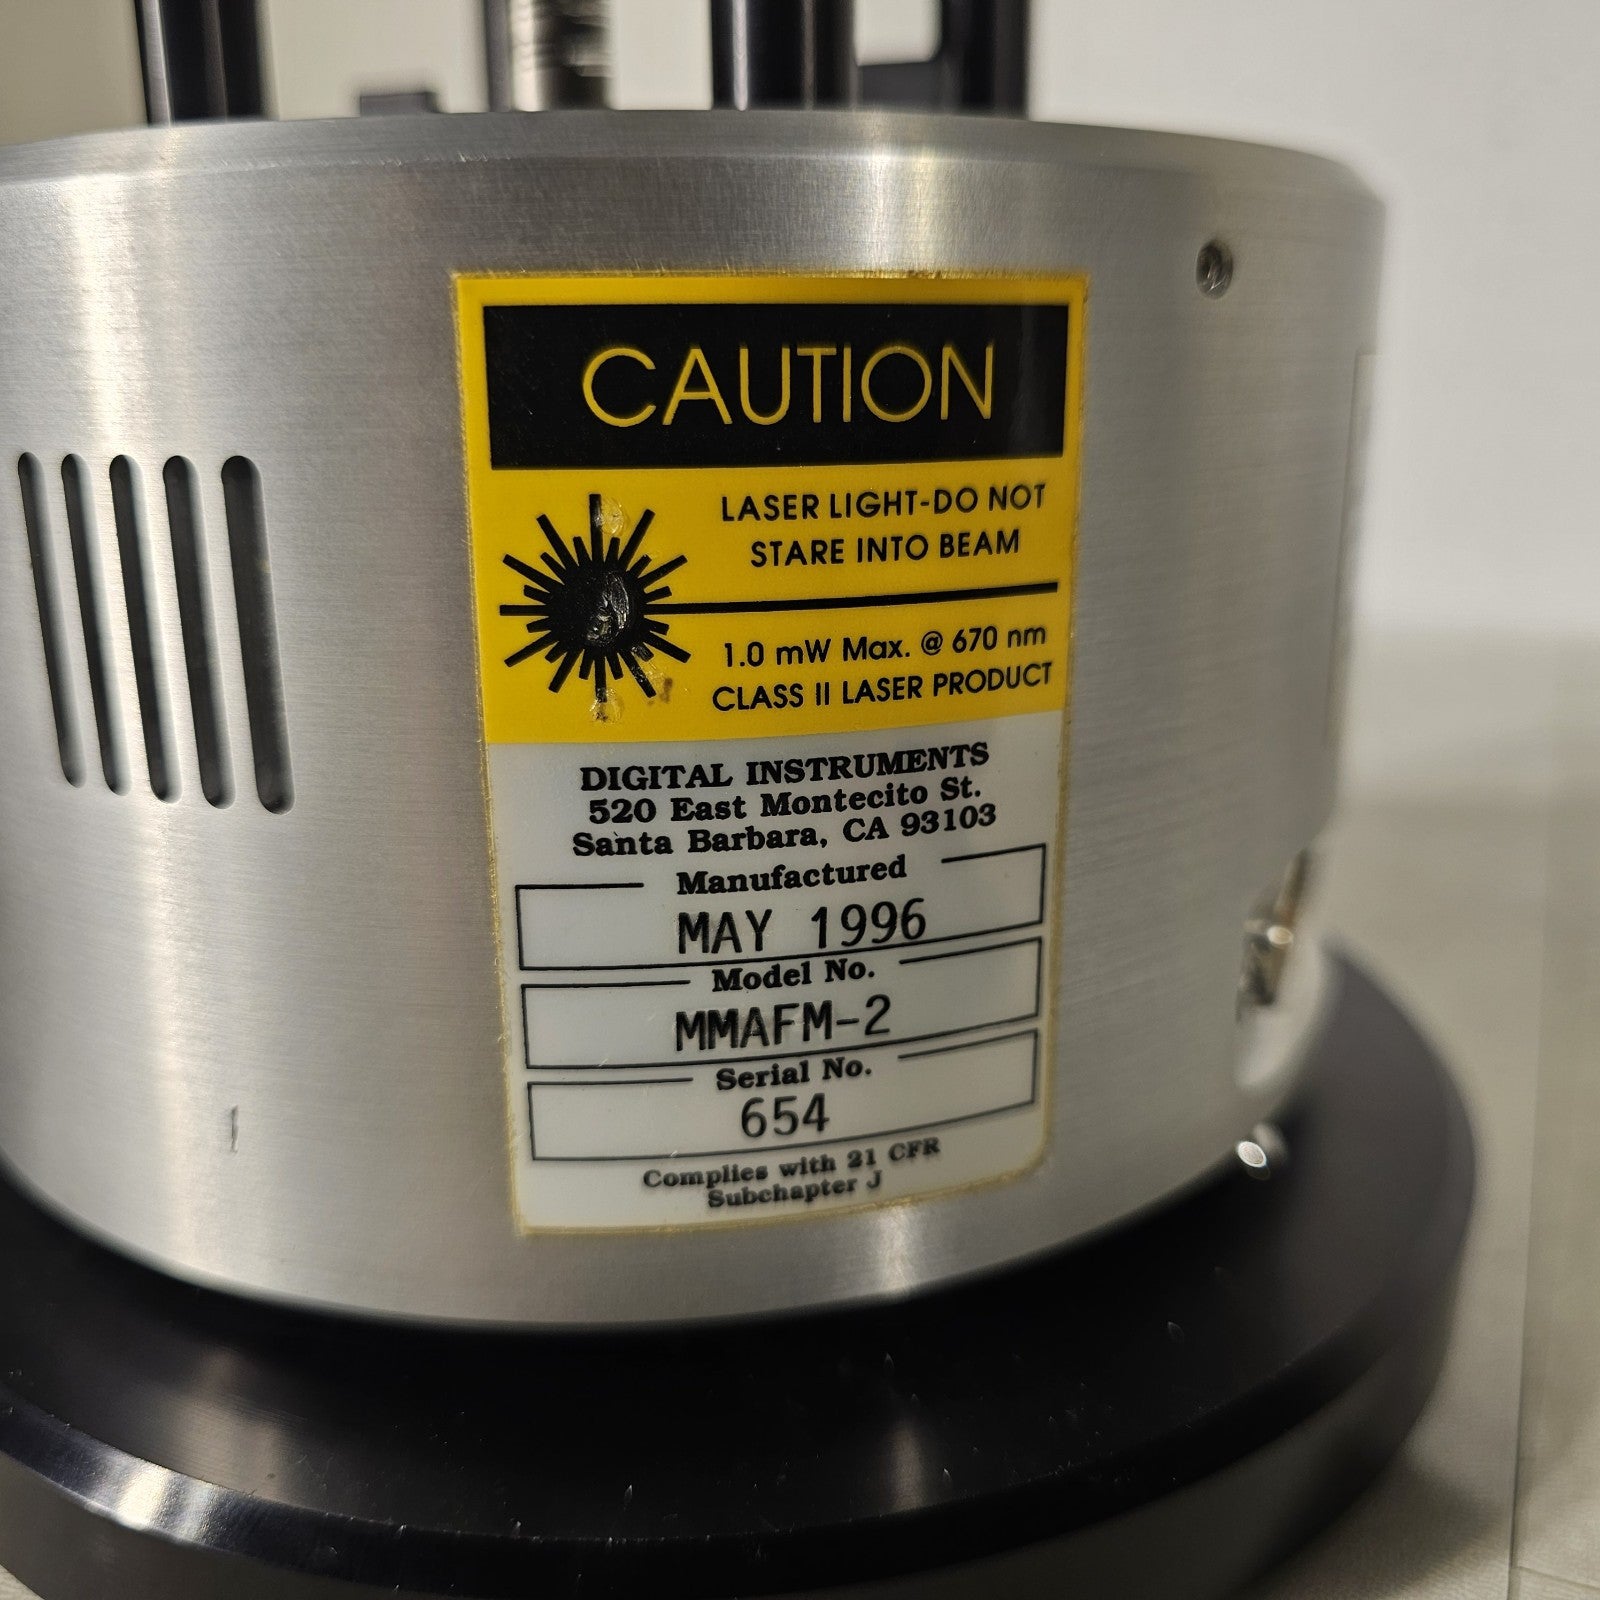 CAUTION
LASER LIGHT-DO NOT
STARE INTO BEAM
1.0 mW Max. @ 670 nm
CLASS II LASER PRODUCT
DIGITAL INSTRUMENTS
520 East Montecito St.
Santa Barbara, CA 93103
Manufactured
MAY 1996
Model No.
MMAFM-2
Serial No.
654
Complies with 21 CFR
Subchapter J